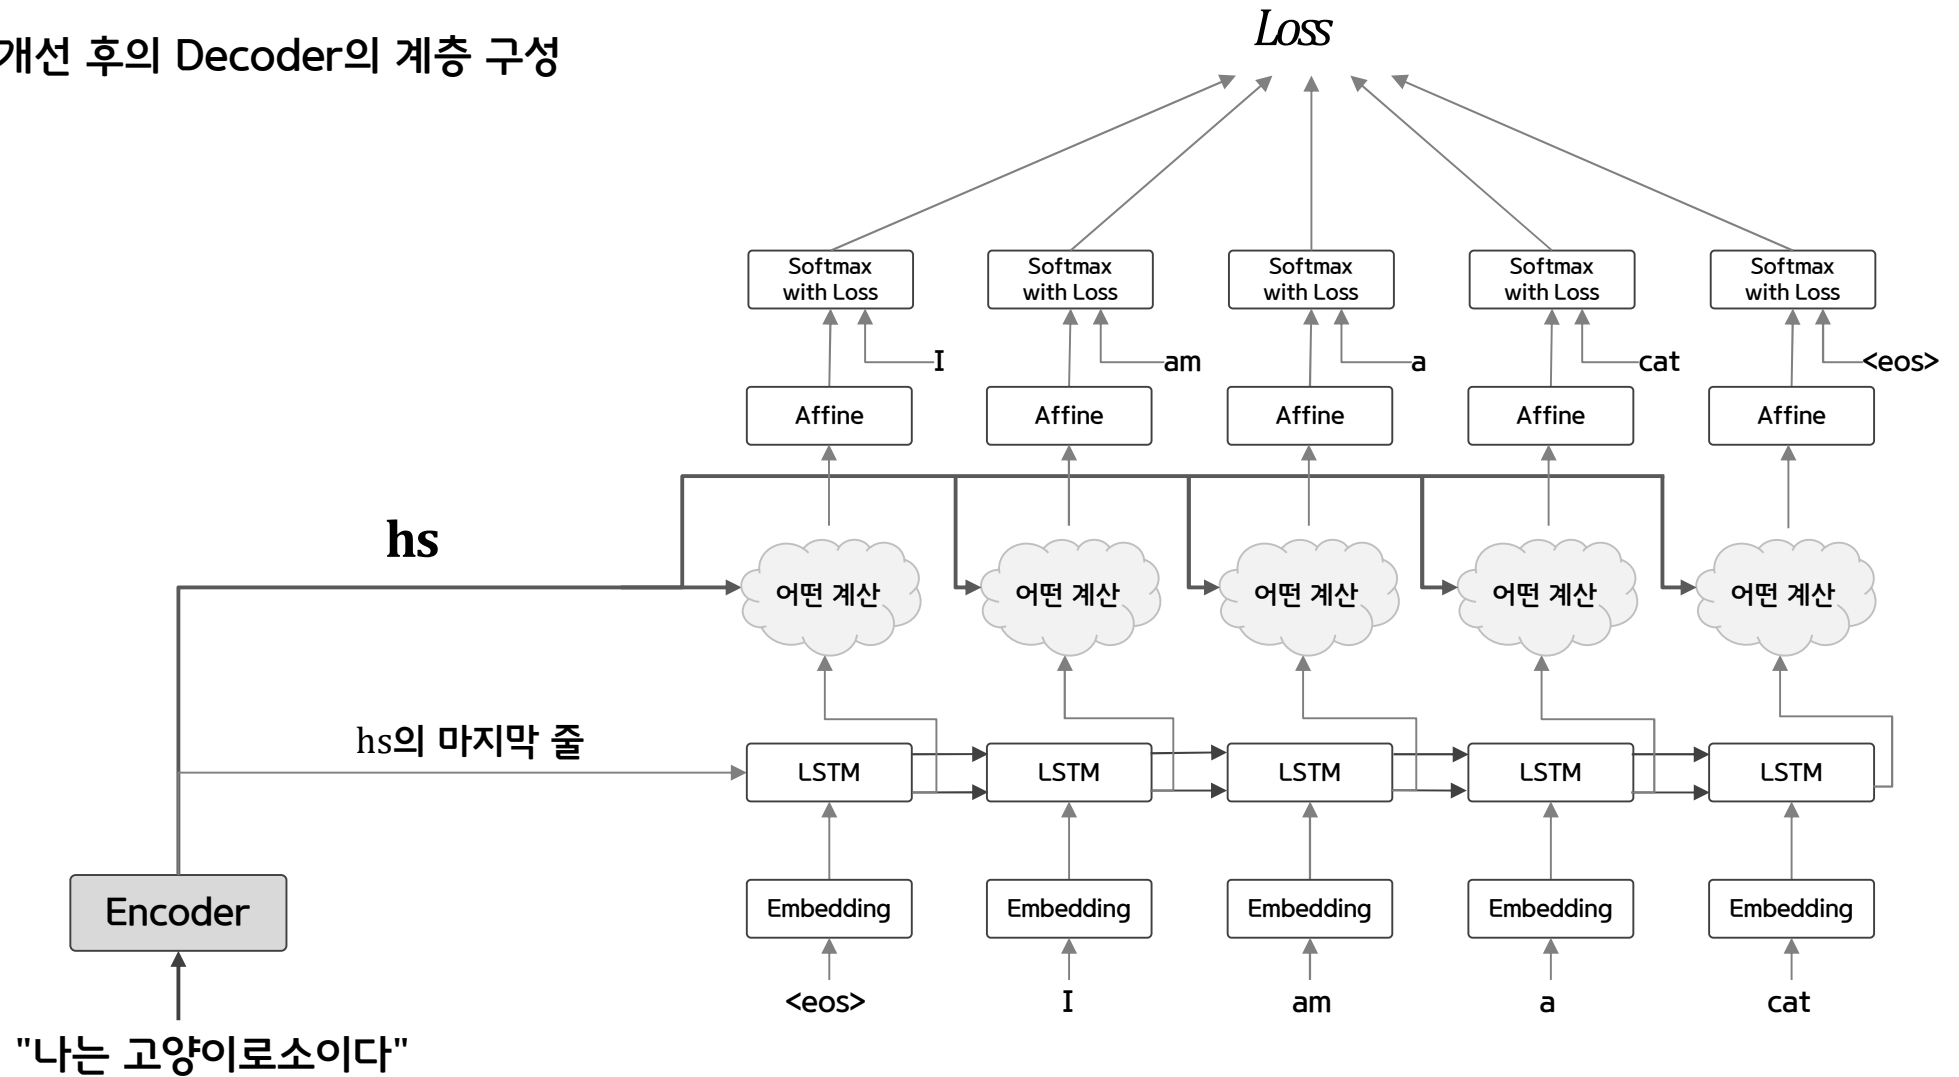 개선 후의 Decoder의 계층 구성
Loss
Softmax
with Loss
Softmax
with Loss
Softmax
with Loss
Softmax
with Loss
Softmax
with Loss
I
am
a
cat
<eos>
Affine
Affine
Affine
Affine
Affine
hs
어떤 계산
어떤 계산
어떤 계산
어떤 계산
어떤 계산
hs의 마지막 줄
LSTM
LSTM
LSTM
LSTM
LSTM
Encoder
Embedding
Embedding
Embedding
Embedding
Embedding
<eos>
I
am
a
cat
"나는 고양이로소이다"